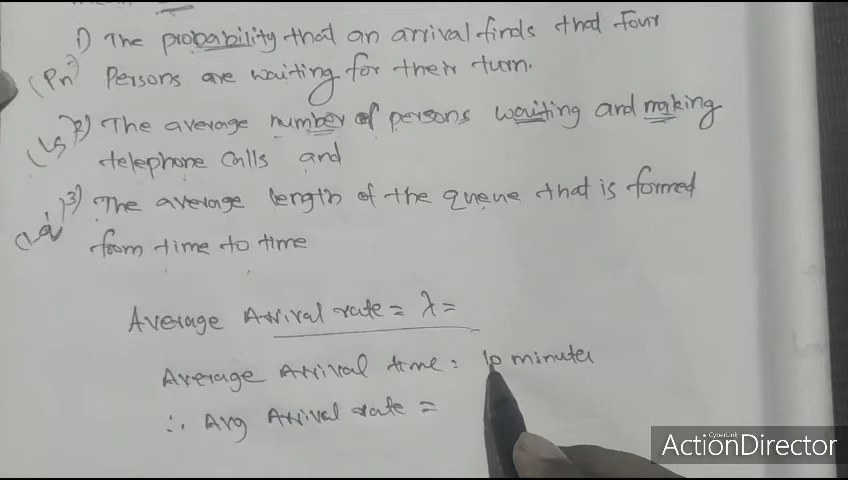 1) The probability that an arrival finds that four
(Pn) Persons are waiting for their turn.
(Ls) 2) The average number of persons waiting and making
telephone calls and
3) The average length of the queue that is formed
from time to time
Average Arrival rate = λ =
Average Arrival time = 10 minutes
∴ Avg Arrival rate =
CyberLink
ActionDirector